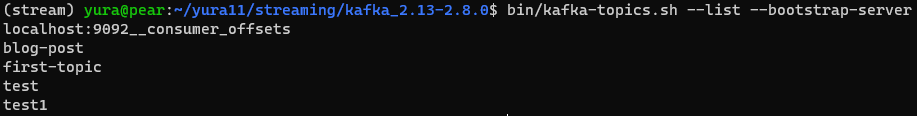 (stream) yura@pear:~/yura11/streaming/kafka_2.13-2.8.0$ bin/kafka-topics.sh --list --bootstrap-server
localhost:9092__consumer_offsets
blog-post
first-topic
test
test1